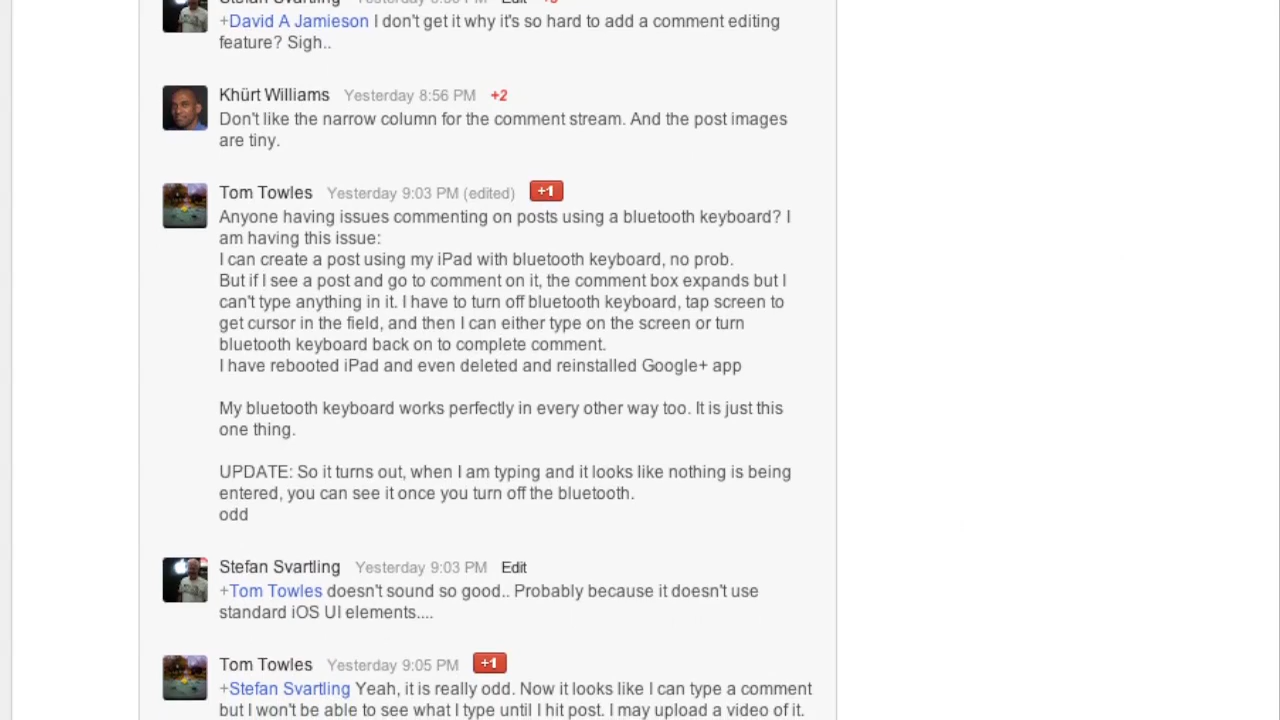 Stefan Svartling Yesterday 8:50 PM Edit +3
+David A Jamieson I don't get it why it's so hard to add a comment editing
feature? Sigh..
Khürt Williams Yesterday 8:56 PM +2
Don't like the narrow column for the comment stream. And the post images
are tiny.
Tom Towles Yesterday 9:03 PM (edited) +1
Anyone having issues commenting on posts using a bluetooth keyboard? I
am having this issue:
I can create a post using my iPad with bluetooth keyboard, no prob.
But if I see a post and go to comment on it, the comment box expands but I
can't type anything in it. I have to turn off bluetooth keyboard, tap screen to
get cursor in the field, and then I can either type on the screen or turn
bluetooth keyboard back on to complete comment.
I have rebooted iPad and even deleted and reinstalled Google+ app
My bluetooth keyboard works perfectly in every other way too. It is just this
one thing.
UPDATE: So it turns out, when I am typing and it looks like nothing is being
entered, you can see it once you turn off the bluetooth.
odd
Stefan Svartling Yesterday 9:03 PM Edit
+Tom Towles doesn't sound so good.. Probably because it doesn't use
standard iOS UI elements....
Tom Towles Yesterday 9:05 PM +1
+Stefan Svartling Yeah, it is really odd. Now it looks like I can type a comment
but I won't be able to see what I type until I hit post. I may upload a video of it.